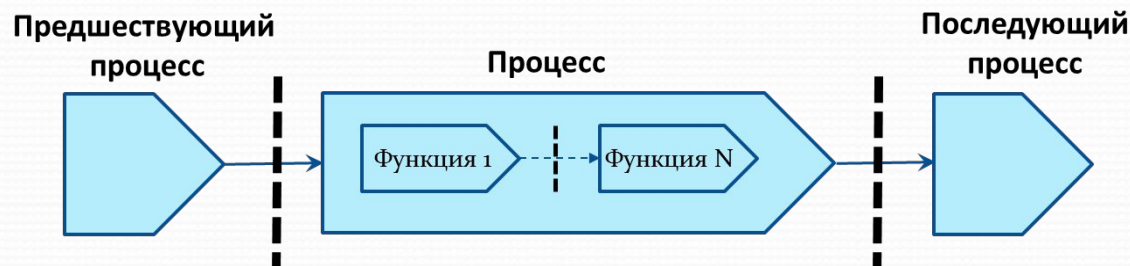 Предшествующий
процесс
Процесс
Последующий
процесс
Функция 1
Функция N